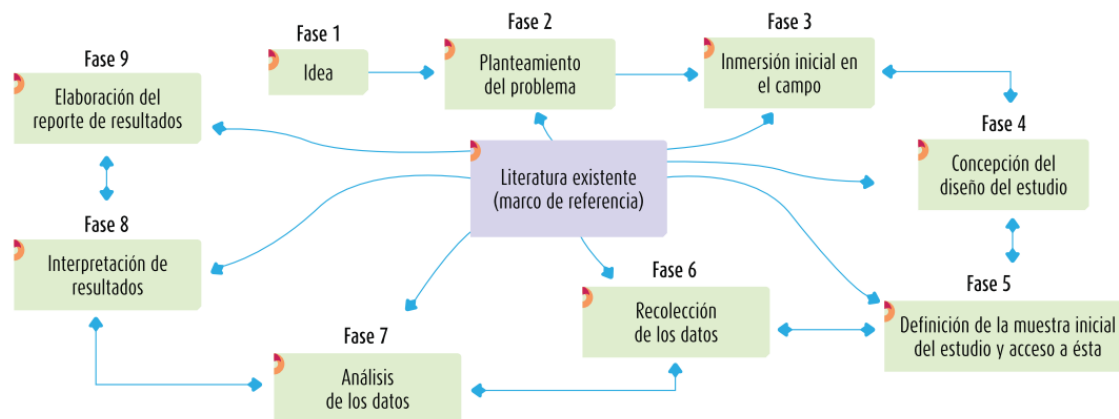 Fase 1
Idea
Fase 2
Planteamiento
del problema
Fase 3
Inmersión inicial en
el campo
Fase 4
Concepción del
diseño del estudio
Fase 5
Definición de la muestra inicial
del estudio y acceso a ésta
Fase 6
Recolección
de los datos
Fase 7
Análisis
de los datos
Fase 8
Interpretación de
resultados
Fase 9
Elaboración del
reporte de resultados
Literatura existente
(marco de referencia)